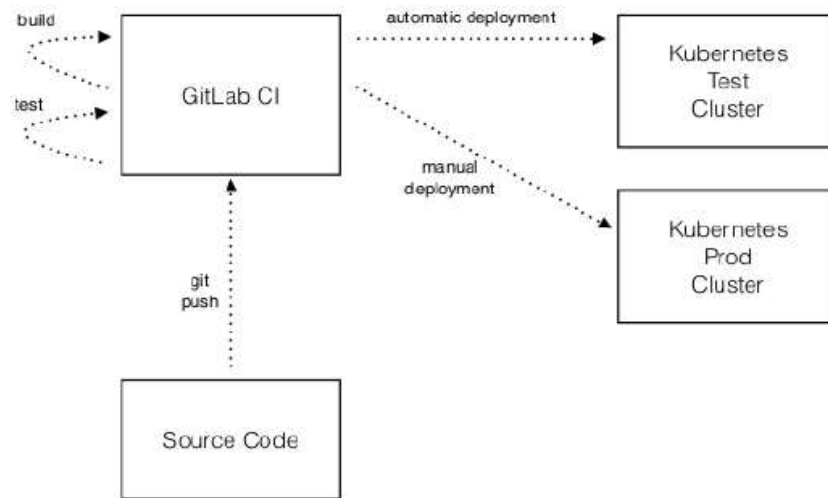 build
automatic deployment
Kubernetes
Test
Cluster
GitLab CI
test
manual
deployment
Kubernetes
Prod
Cluster
git
push
Source Code